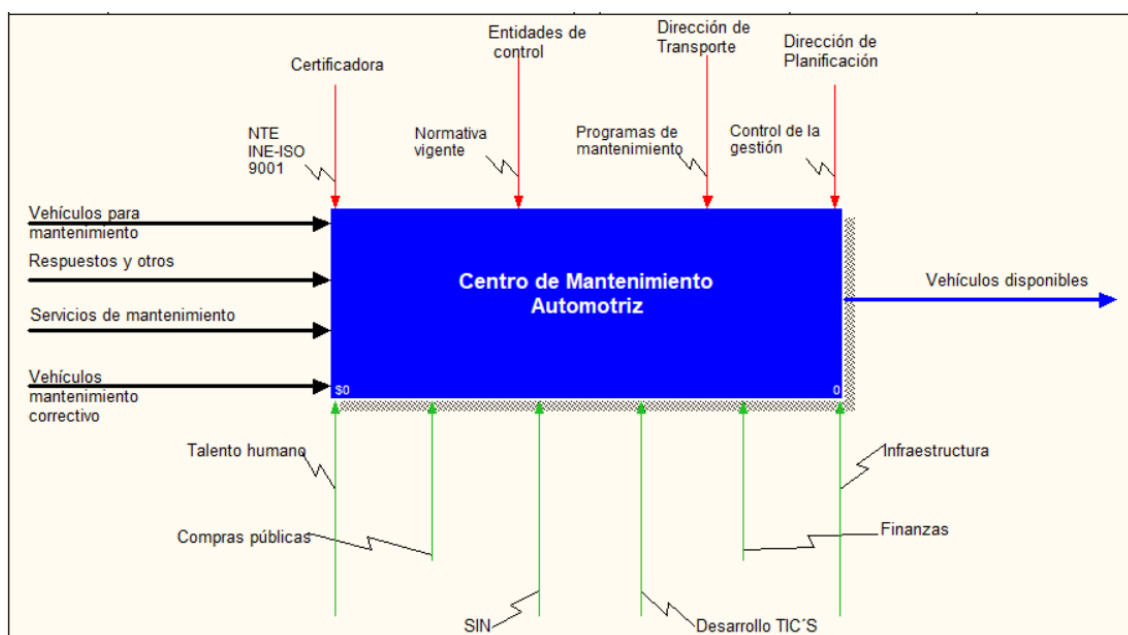 Certificadora
Entidades de
control
Dirección de
Transporte
Dirección de
Planificación
NTE
INE-ISO
9001
Normativa
vigente
Programas de
mantenimiento
Control de la
gestión
Vehículos para
mantenimiento
Respuestos y otros
Servicios de mantenimiento
Vehículos
mantenimiento
correctivo
Centro de Mantenimiento
Automotriz
$0
0
Vehículos disponibles
Talento humano
Infraestructura
Compras públicas
Finanzas
SIN
Desarrollo TIC´S